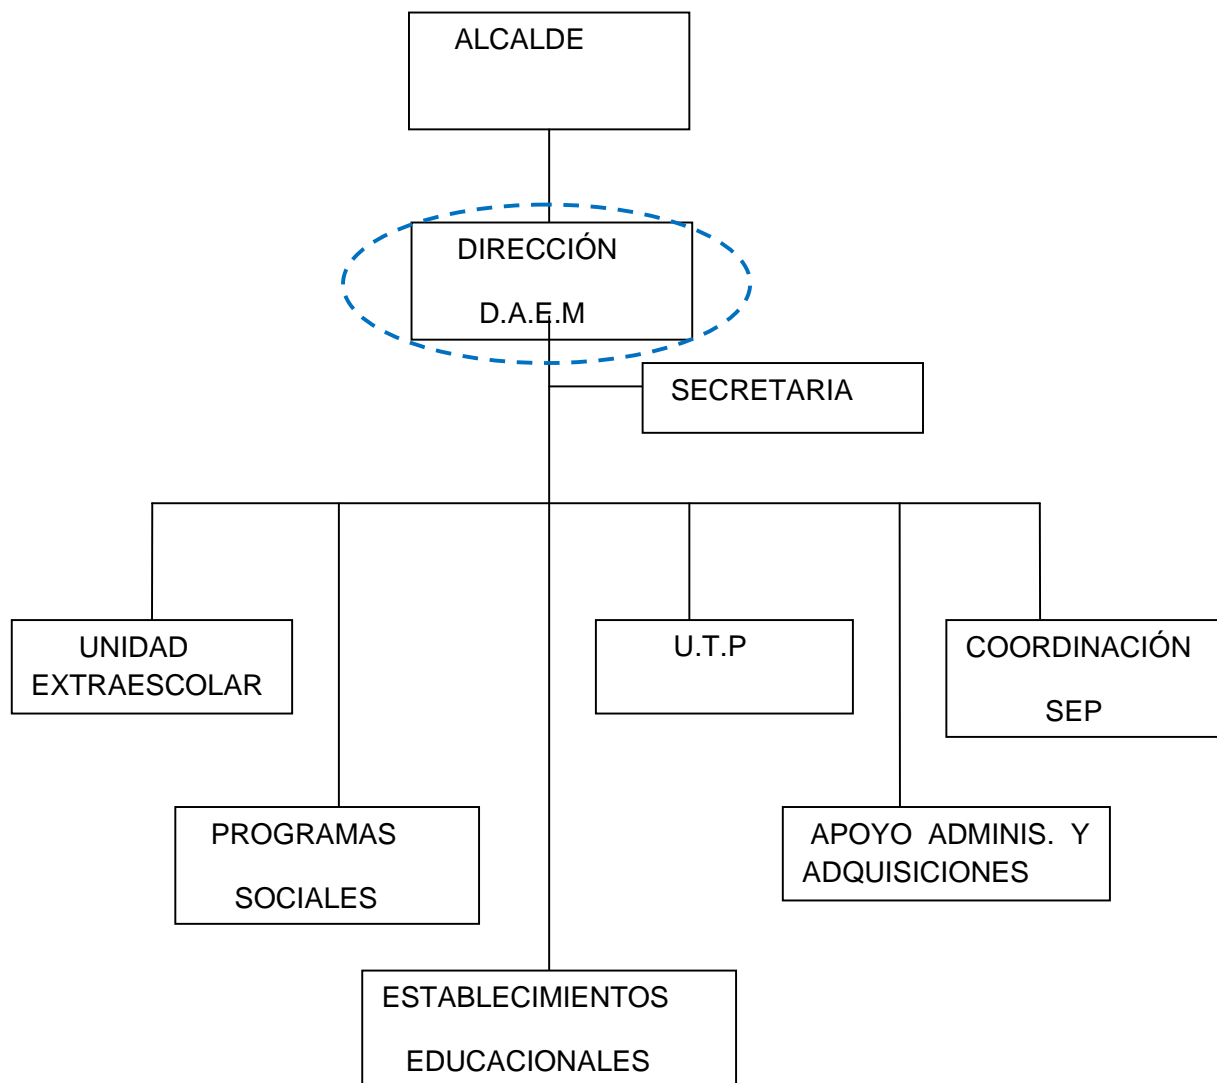 ALCALDE
DIRECCIÓN
D.A.E.M
SECRETARIA
UNIDAD
EXTRAESCOLAR
U.T.P
COORDINACIÓN
SEP
PROGRAMAS
SOCIALES
APOYO ADMINIS. Y
ADQUISICIONES
ESTABLECIMIENTOS
EDUCACIONALES